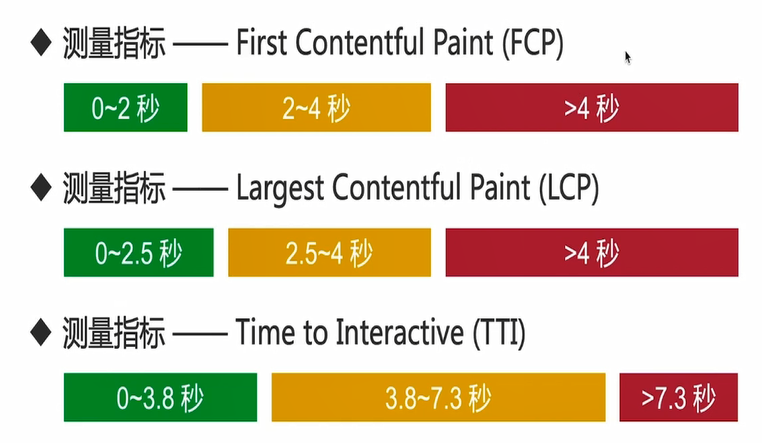 ◆ 测量指标 —— First Contentful Paint (FCP)
0~2 秒 2~4 秒 >4 秒
◆ 测量指标 —— Largest Contentful Paint (LCP)
0~2.5 秒 2.5~4 秒 >4 秒
◆ 测量指标 —— Time to Interactive (TTI)
0~3.8 秒 3.8~7.3 秒 >7.3 秒